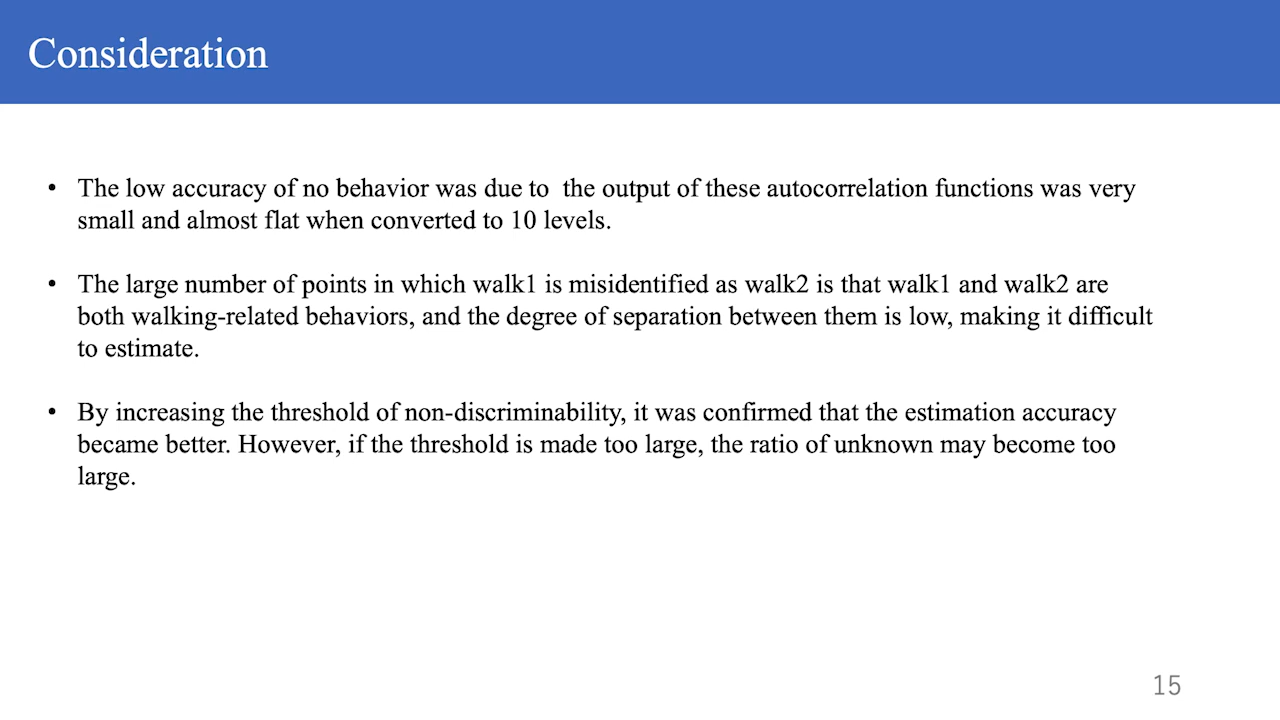 Consideration
• The low accuracy of no behavior was due to  the output of these autocorrelation functions was very
small and almost flat when converted to 10 levels.
• The large number of points in which walk1 is misidentified as walk2 is that walk1 and walk2 are
both walking-related behaviors, and the degree of separation between them is low, making it difficult
to estimate.
• By increasing the threshold of non-discriminability, it was confirmed that the estimation accuracy
became better. However, if the threshold is made too large, the ratio of unknown may become too
large.
15